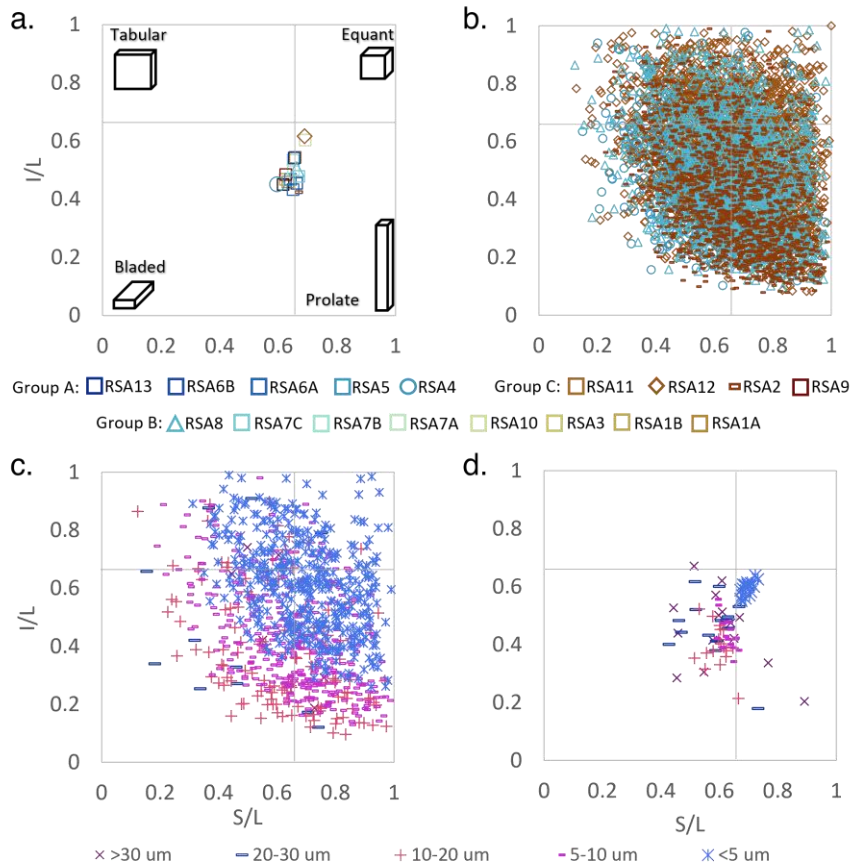 a.
b.
1
0.8
0.6
0.4
0.2
0
I/L
Tabular
Equant
Bladed
Prolate
0 0.2 0.4 0.6 0.8 1
1
0.8
0.6
0.4
0.2
0
0 0.2 0.4 0.6 0.8 1
Group A: RSA13 RSA6B RSA6A RSA5 RSA4 Group C: RSA11 RSA12 RSA2 RSA9
Group B: RSA8 RSA7C RSA7B RSA7A RSA10 RSA3 RSA1B RSA1A
c.
d.
1
0.8
0.6
0.4
0.2
0
I/L
0 0.2 0.4 0.6 0.8 1
S/L
1
0.8
0.6
0.4
0.2
0
0 0.2 0.4 0.6 0.8 1
S/L
>30 um 20-30 um 10-20 um 5-10 um <5 um